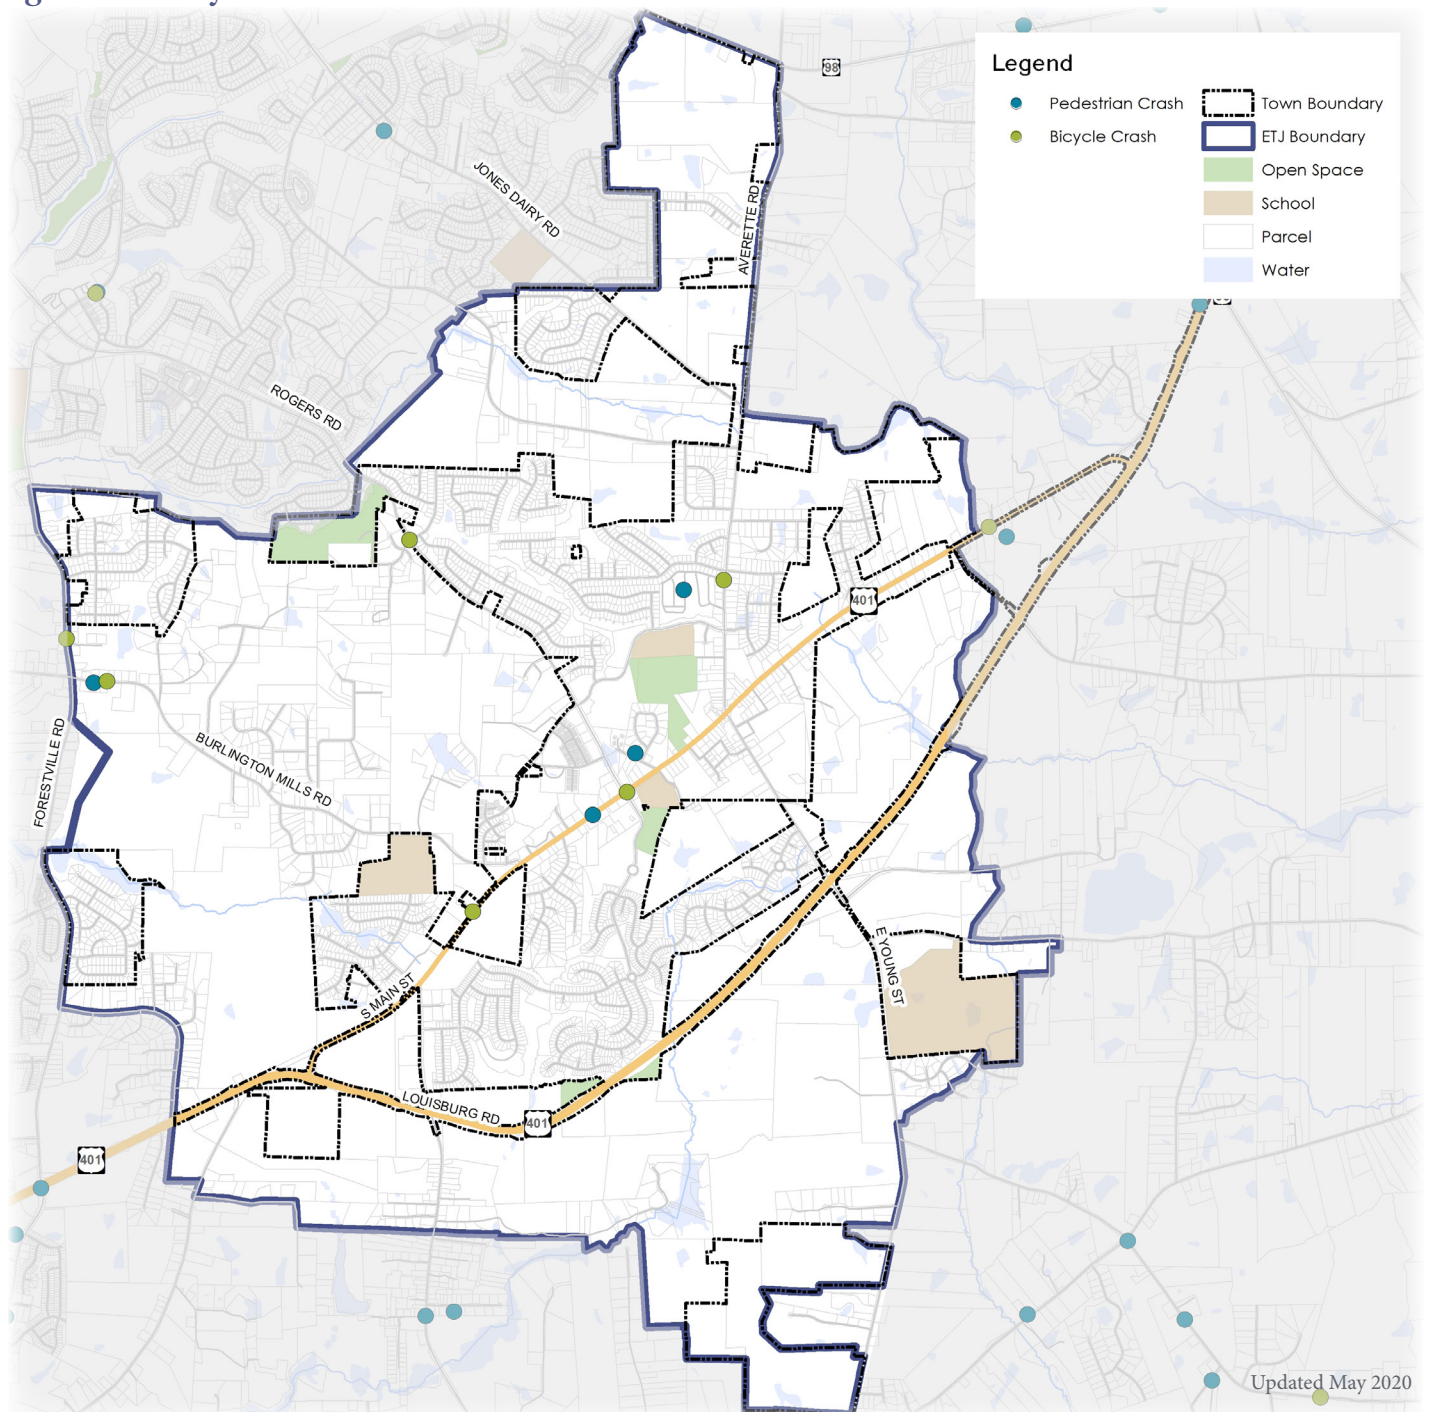 98
Legend
Pedestrian Crash
Bicycle Crash
Town Boundary
ETJ Boundary
Open Space
School
Parcel
Water
JONES DAIRY RD
AVERETTE RD
ROGERS RD
401
FORESTVILLE RD
BURLINGTON MILLS RD
E YOUNG ST
S MAIN ST
LOUISBURG RD
401
401
Updated May 2020